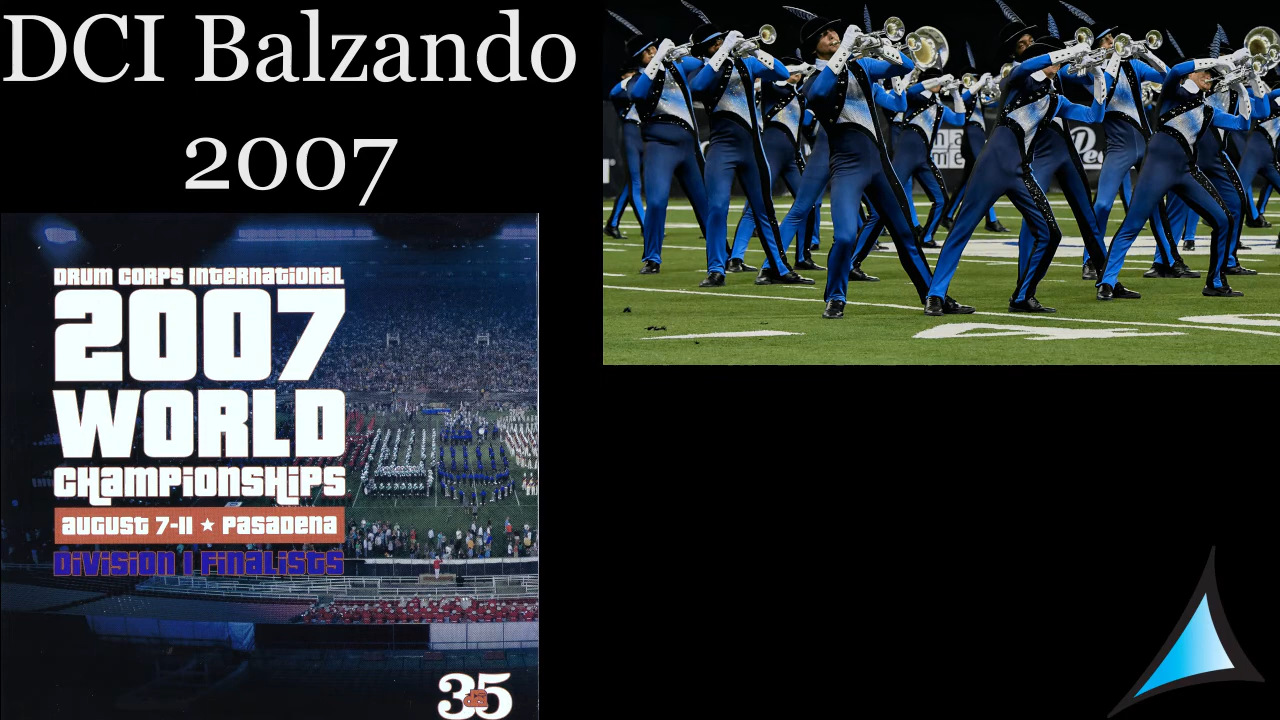 DCI Balzando
2007
DRUM CORPS INTERNATIONAL
2007
WORLD
CHAMPIONSHIPS
AUGUST 7-11 ★ PASADENA
DIVISION I FINALISTS
35